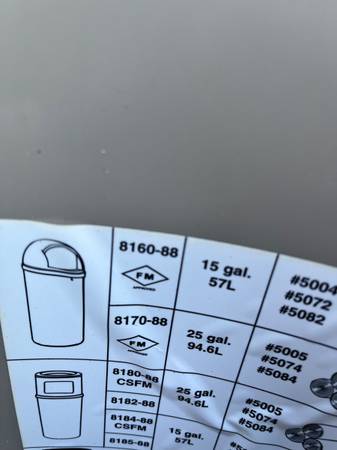 8160-88
FM
APPROVED
15 gal.
57L
#5004
#5072
#5082
8170-88
FM
APPROVED
25 gal.
94.6L
#5005
#5074
#5084
8180-88
CSFM
8182-88
25 gal.
94.6L
#5005
#5074
#5084
8184-88
CSFM
8185-88
15 gal.
57L